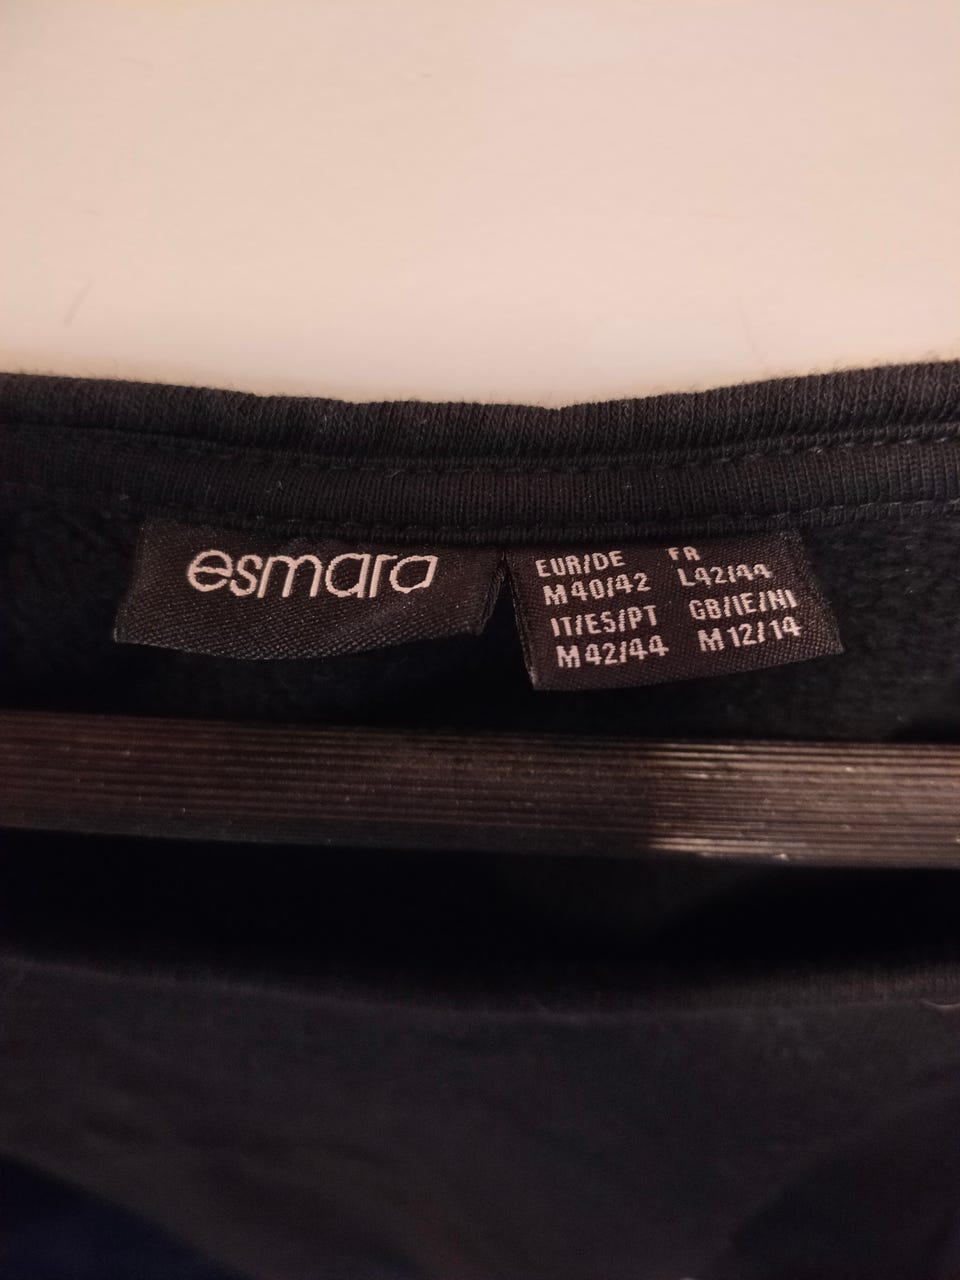 esmara
EUR/DE FR
M 40/42 L 42/44
IT/ES/PT GB/IE/NI
M 42/44 M 12/14